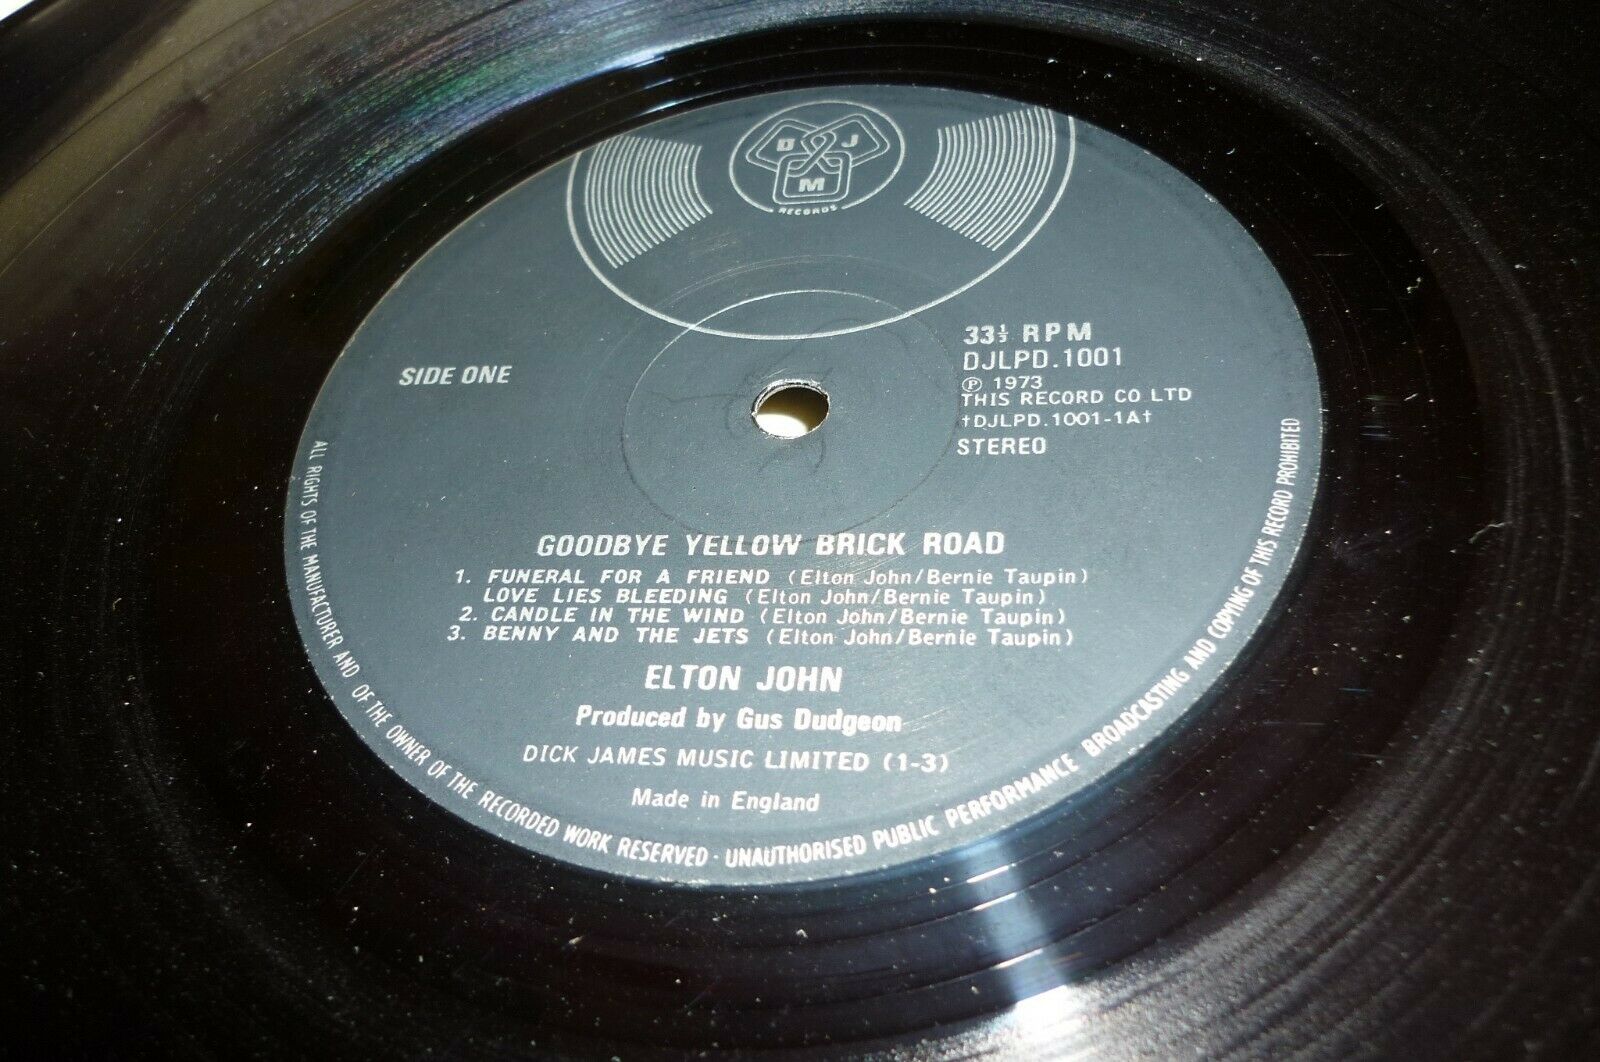 D J
M
RECORDS
SIDE ONE
33⅓ RPM
DJLPD.1001
Ⓟ 1973
THIS RECORD CO LTD
†DJLPD.1001-1A†
STEREO
GOODBYE YELLOW BRICK ROAD
1. FUNERAL FOR A FRIEND (Elton John/Bernie Taupin)
LOVE LIES BLEEDING (Elton John/Bernie Taupin)
2. CANDLE IN THE WIND (Elton John/Bernie Taupin)
3. BENNY AND THE JETS (Elton John/Bernie Taupin)
ELTON JOHN
Produced by Gus Dudgeon
DICK JAMES MUSIC LIMITED (1-3)
Made in England
ALL RIGHTS OF THE MANUFACTURER AND OF THE OWNER OF THE RECORDED WORK RESERVED · UNAUTHORISED PUBLIC PERFORMANCE BROADCASTING AND COPYING OF THIS RECORD PROHIBITED